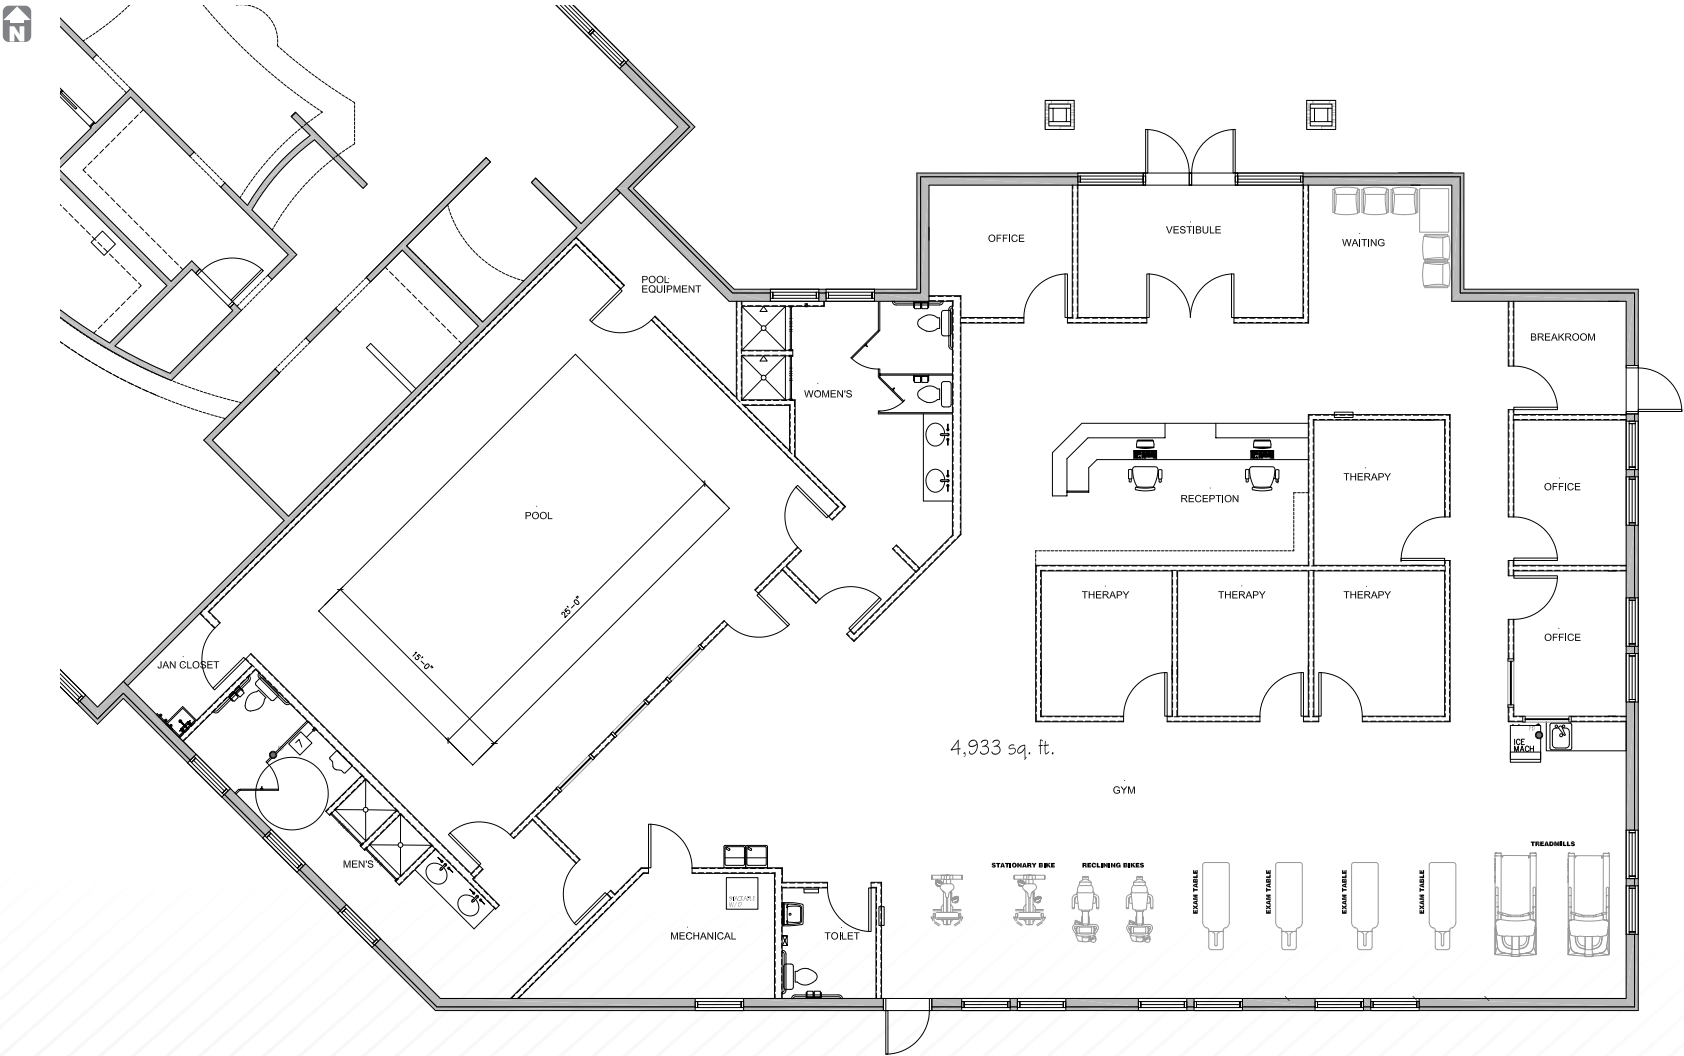 N
OFFICE
VESTIBULE
WAITING
POOL
EQUIPMENT
BREAKROOM
WOMEN'S
THERAPY
OFFICE
RECEPTION
POOL
THERAPY
THERAPY
THERAPY
25'-0"
OFFICE
15'-0"
JAN CLOSET
7
ICE
MACH
4,933 sq. ft.
GYM
TREADMILLS
MEN'S
STATIONARY BIKE
RECLINING BIKES
EXAM TABLE
EXAM TABLE
EXAM TABLE
EXAM TABLE
STACKABLE
W/D
MECHANICAL
TOILET